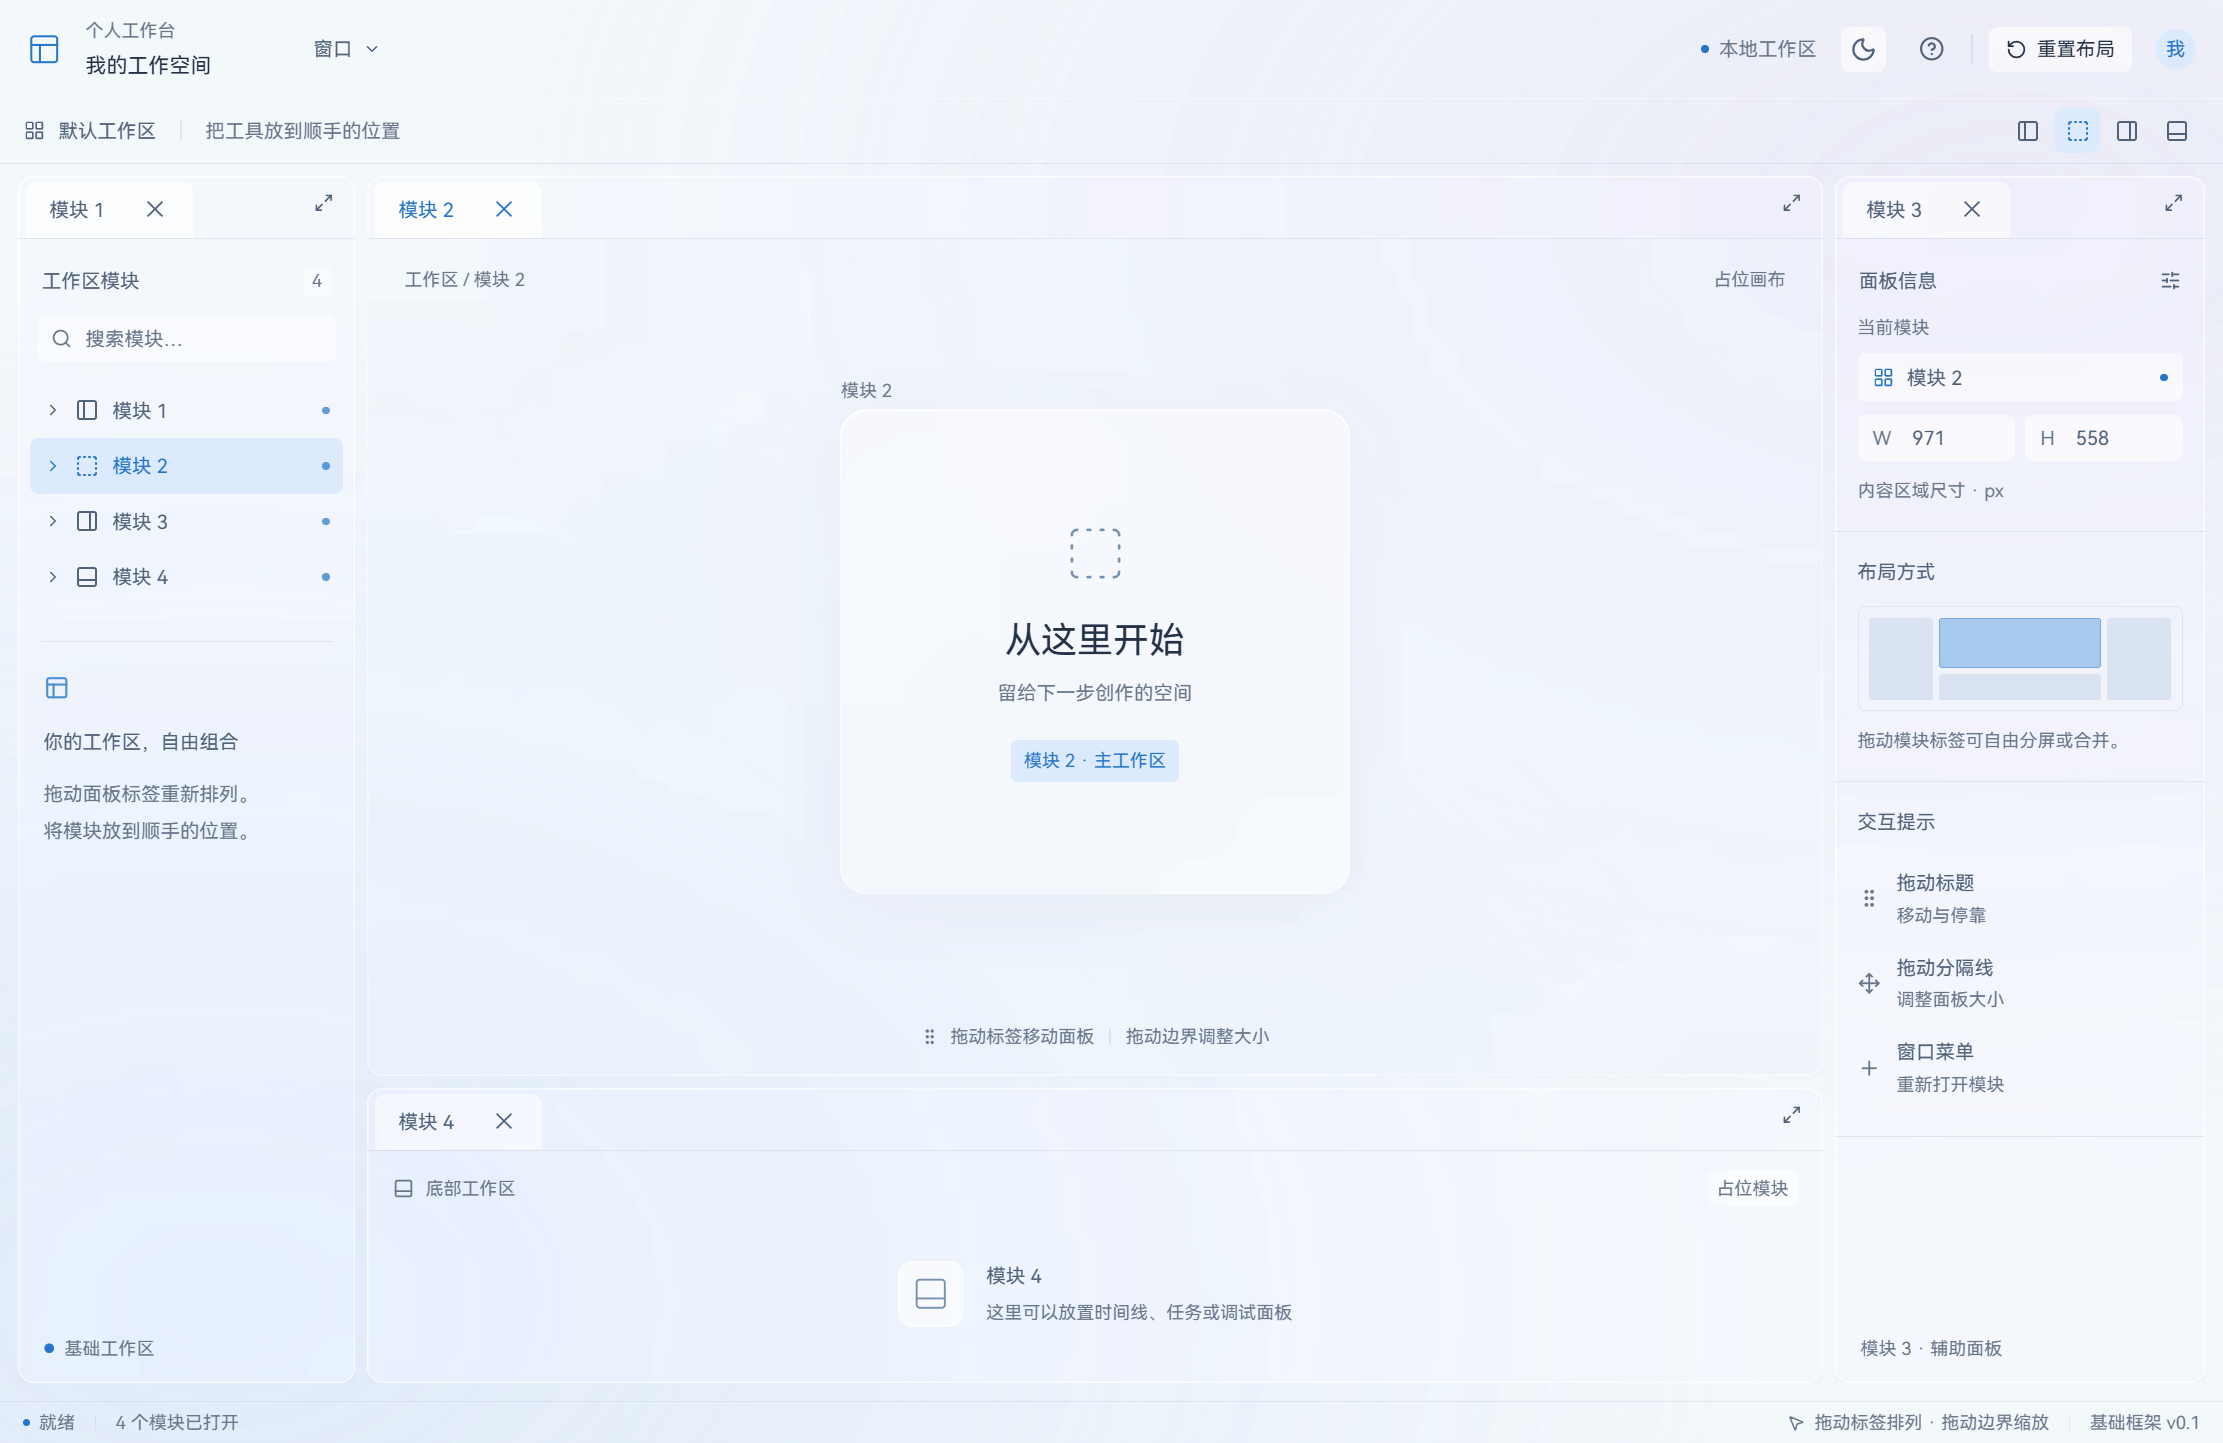 个人工作台
我的工作空间
窗口
本地工作区
重置布局
我
默认工作区
把工具放到顺手的位置
模块 1
工作区模块
4
搜索模块...
模块 1
模块 2
模块 3
模块 4
你的工作区，自由组合
拖动面板标签重新排列。
将模块放到顺手的位置。
基础工作区
模块 2
工作区 / 模块 2
占位画布
模块 2
从这里开始
留给下一步创作的空间
模块 2 · 主工作区
拖动标签移动面板
拖动边界调整大小
模块 4
底部工作区
占位模块
模块 4
这里可以放置时间线、任务或调试面板
模块 3
面板信息
当前模块
模块 2
W 971
H 558
内容区域尺寸 · px
布局方式
拖动模块标签可自由分屏或合并。
交互提示
拖动标题
移动与停靠
拖动分隔线
调整面板大小
窗口菜单
重新打开模块
模块 3 · 辅助面板
就绪
4 个模块已打开
拖动标签排列 · 拖动边界缩放
基础框架 v0.1